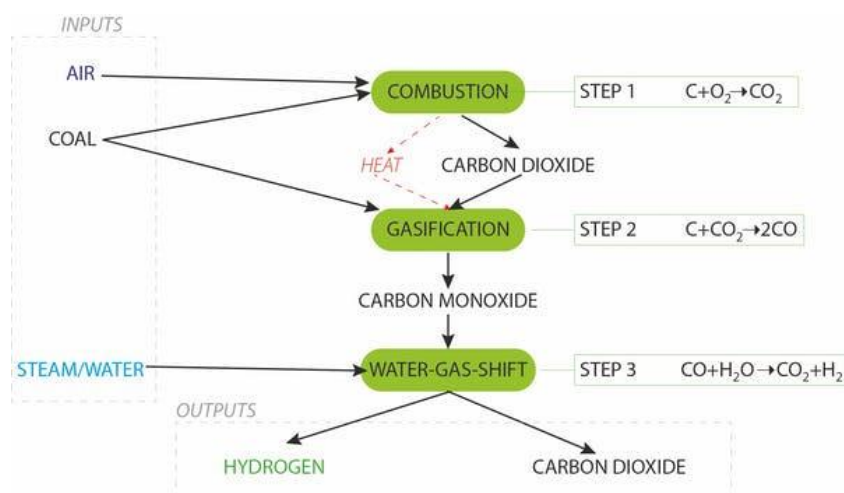 INPUTS
AIR
COMBUSTION
STEP 1 C+O₂→CO₂
COAL
HEAT
CARBON DIOXIDE
GASIFICATION
STEP 2 C+CO₂→2CO
CARBON MONOXIDE
STEAM/WATER
WATER-GAS-SHIFT
STEP 3 CO+H₂O→CO₂+H₂
OUTPUTS
HYDROGEN
CARBON DIOXIDE